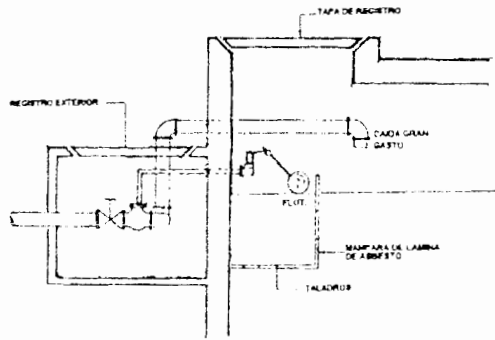 TAPA DE REGISTRO
REGISTRO EXTERIOR
CAIDA GRAN
GASTO
FLOT.
MAMPARA DE LAMINA
DE ASBESTO
TALADROS